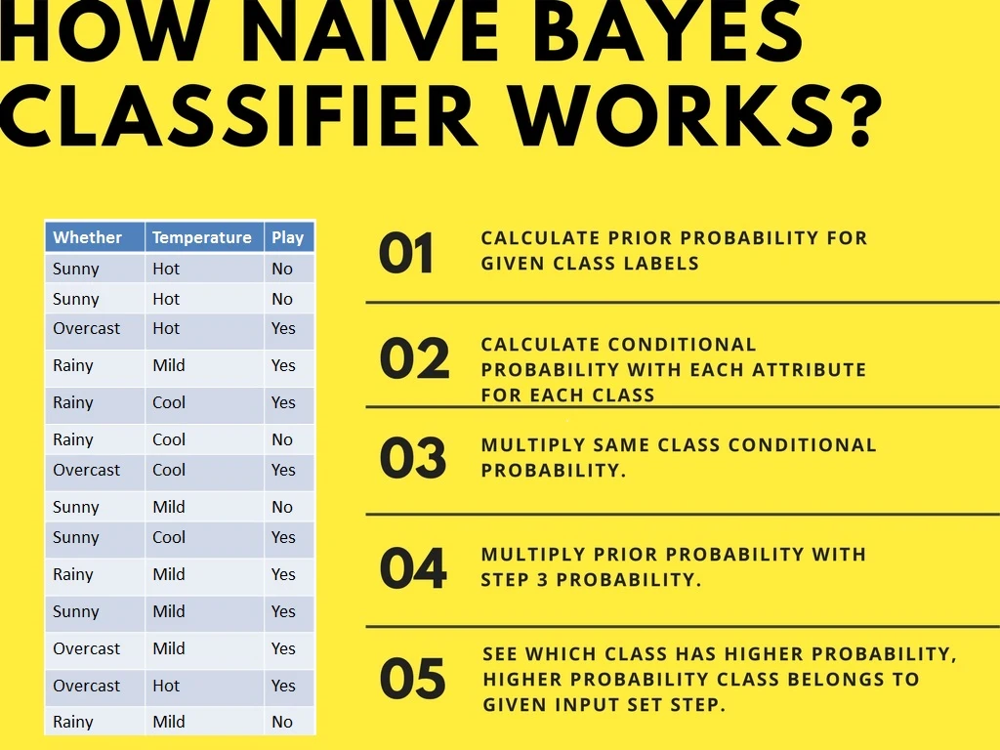 HOW NAIVE BAYES
CLASSIFIER WORKS?
Whether Temperature Play
Sunny Hot No
Sunny Hot No
Overcast Hot Yes
Rainy Mild Yes
Rainy Cool Yes
Rainy Cool No
Overcast Cool Yes
Sunny Mild No
Sunny Cool Yes
Rainy Mild Yes
Sunny Mild Yes
Overcast Mild Yes
Overcast Hot Yes
Rainy Mild No
01
CALCULATE PRIOR PROBABILITY FOR
GIVEN CLASS LABELS
02
CALCULATE CONDITIONAL
PROBABILITY WITH EACH ATTRIBUTE
FOR EACH CLASS
03
MULTIPLY SAME CLASS CONDITIONAL
PROBABILITY.
04
MULTIPLY PRIOR PROBABILITY WITH
STEP 3 PROBABILITY.
05
SEE WHICH CLASS HAS HIGHER PROBABILITY,
HIGHER PROBABILITY CLASS BELONGS TO
GIVEN INPUT SET STEP.